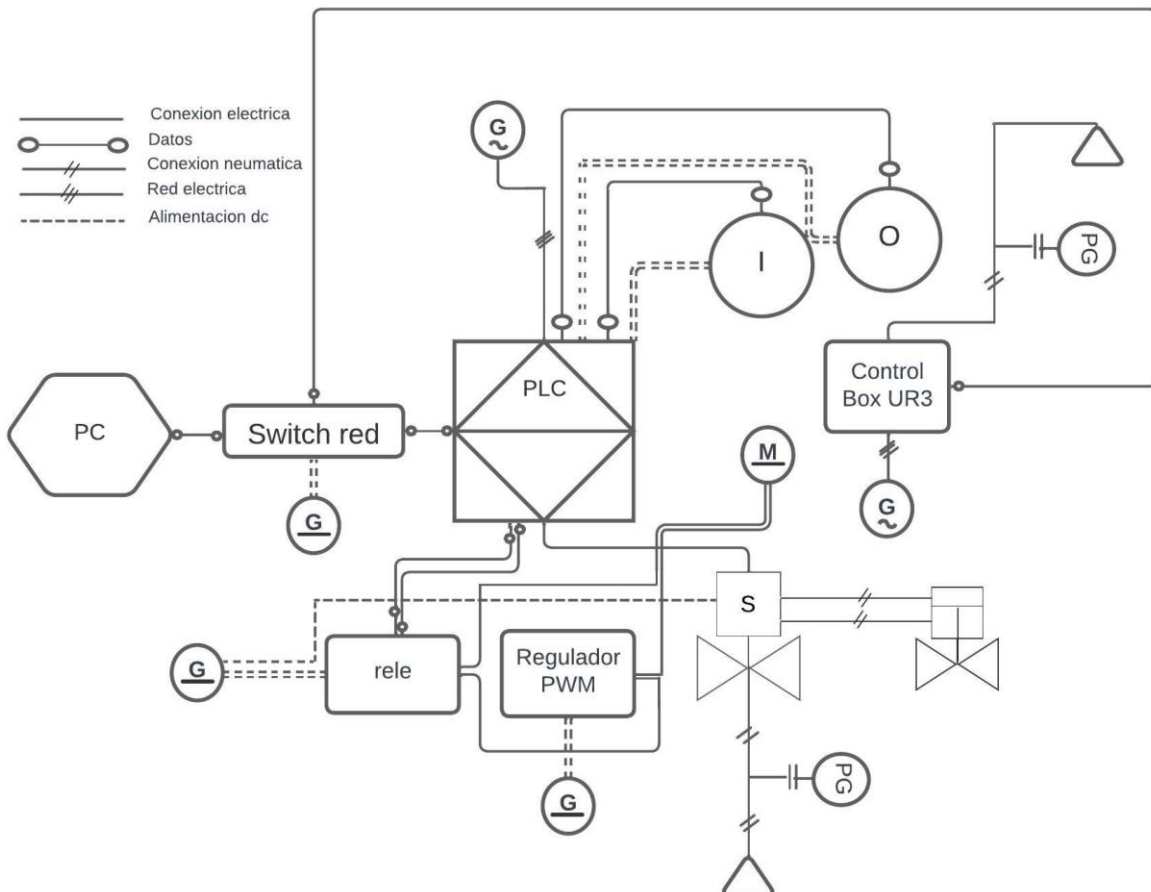 Conexion electrica
Datos
Conexion neumatica
Red electrica
Alimentacion dc
G
~
O
I
PG
PLC
Control
Box UR3
PC
Switch red
M
G
G
~
S
rele
Regulador
PWM
G
PG
G